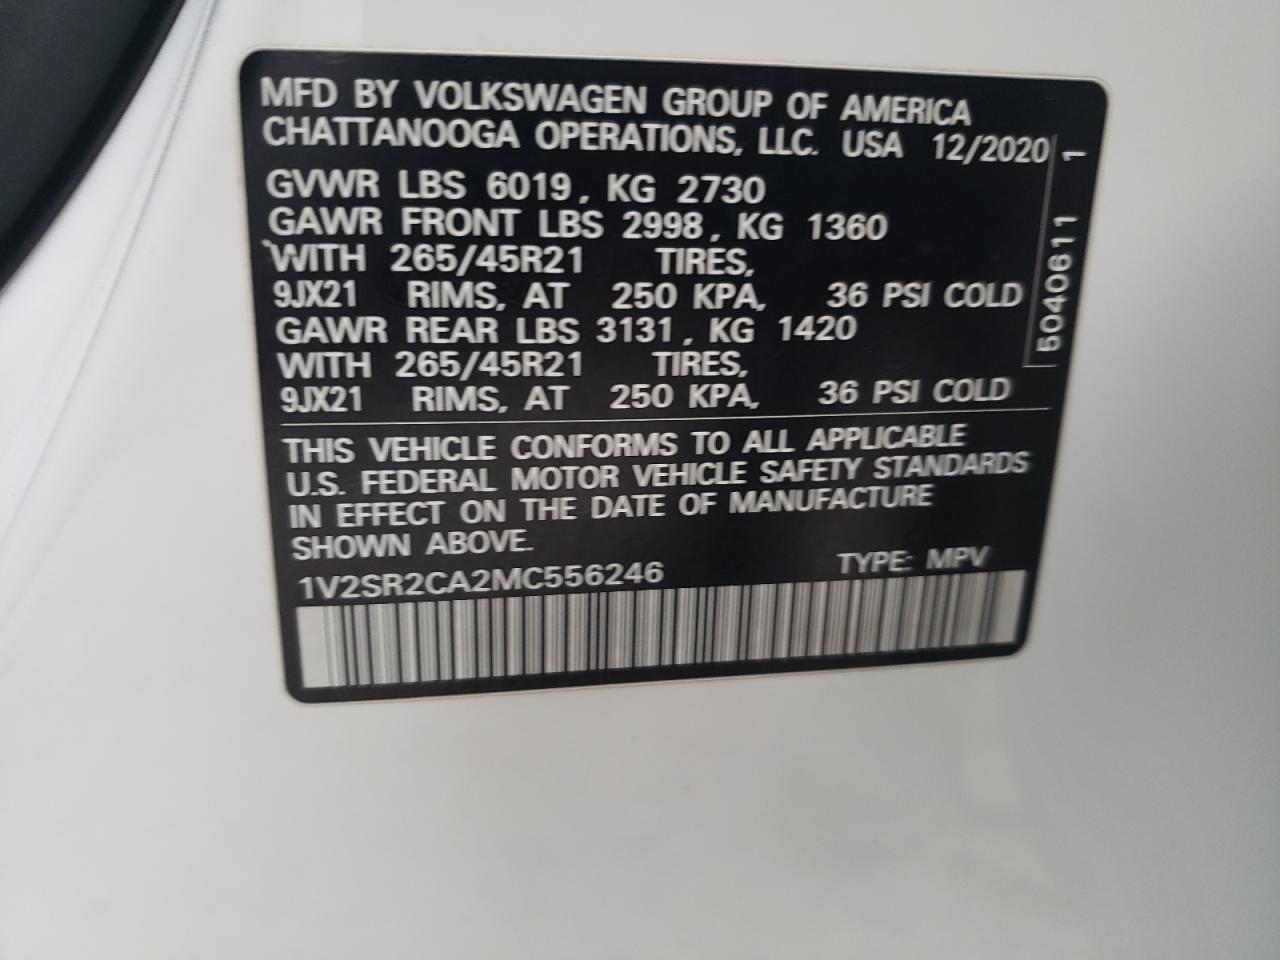 MFD BY VOLKSWAGEN GROUP OF AMERICA
CHATTANOOGA OPERATIONS, LLC. USA 12/2020
GVWR LBS 6019, KG 2730
GAWR FRONT LBS 2998, KG 1360
WITH 265/45R21 TIRES,
9JX21 RIMS, AT 250 KPA, 36 PSI COLD
GAWR REAR LBS 3131, KG 1420
WITH 265/45R21 TIRES,
9JX21 RIMS, AT 250 KPA, 36 PSI COLD
5040611 1
THIS VEHICLE CONFORMS TO ALL APPLICABLE
U.S. FEDERAL MOTOR VEHICLE SAFETY STANDARDS
IN EFFECT ON THE DATE OF MANUFACTURE
SHOWN ABOVE.
1V2SR2CA2MC556246 TYPE: MPV